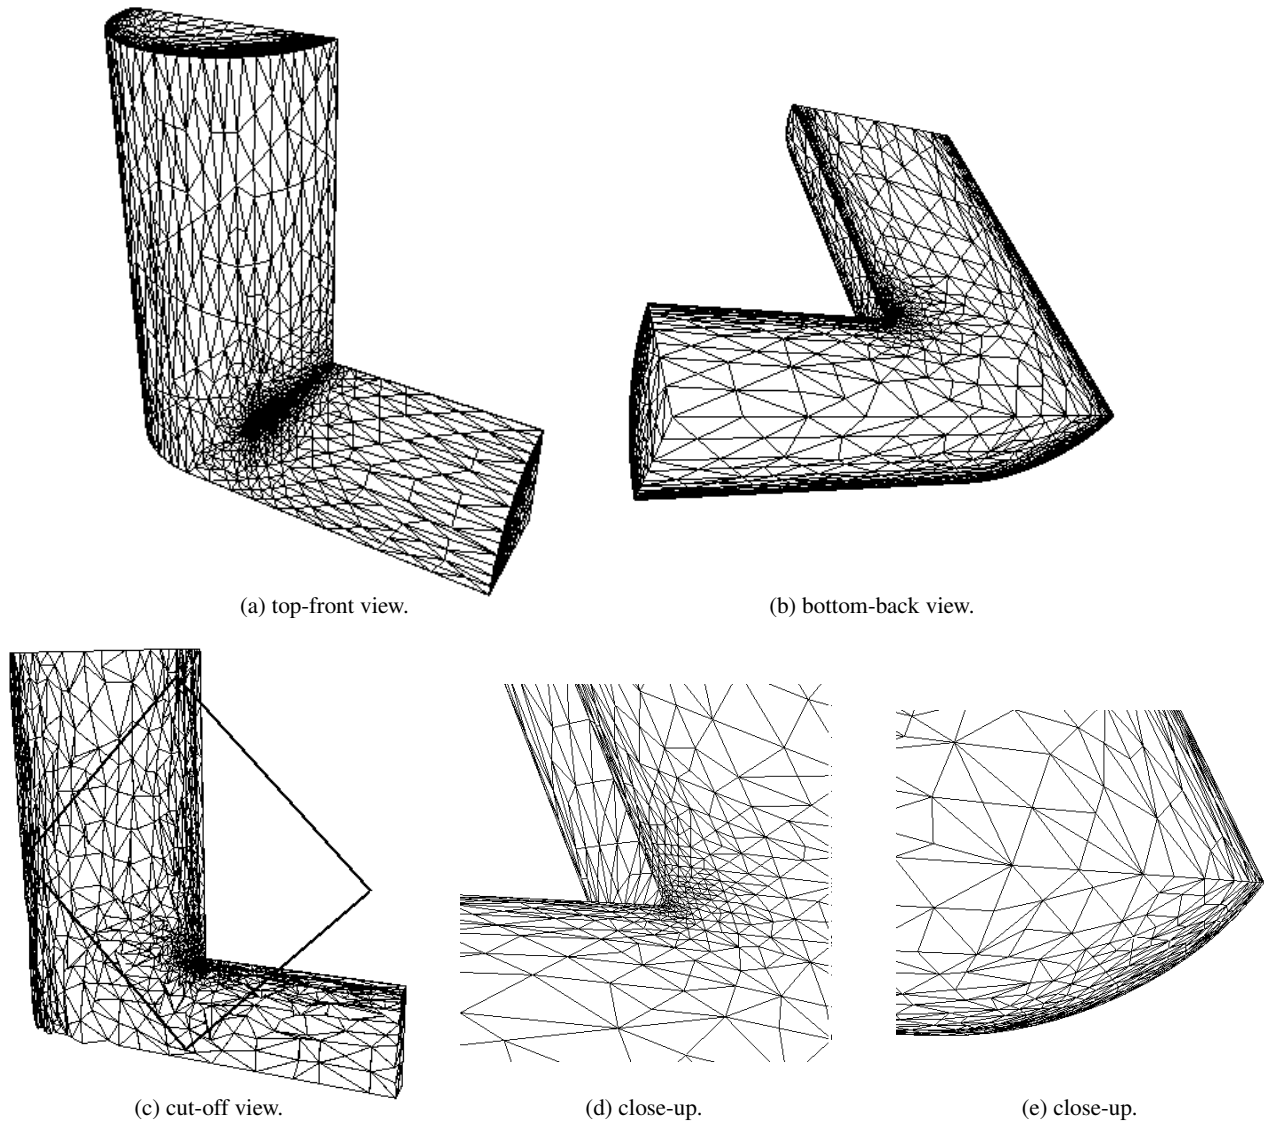 (a) top-front view.
(b) bottom-back view.
(c) cut-off view.
(d) close-up.
(e) close-up.